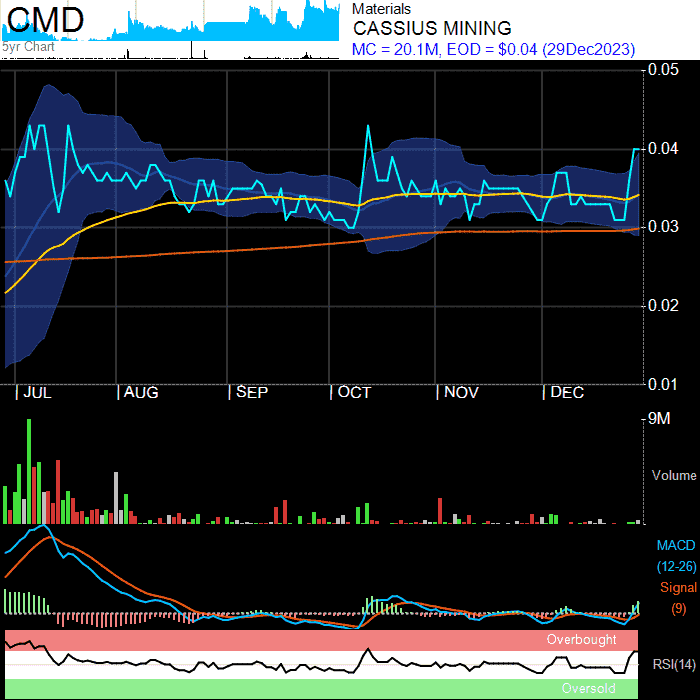 CMD
5yr Chart
Materials
CASSIUS MINING
MC = 20.1M, EOD = $0.04 (29Dec2023)
0.05
0.04
0.03
0.02
0.01
JUL AUG SEP OCT NOV DEC
9M
Volume
MACD
(12-26)
Signal
(9)
Overbought
RSI(14)
Oversold